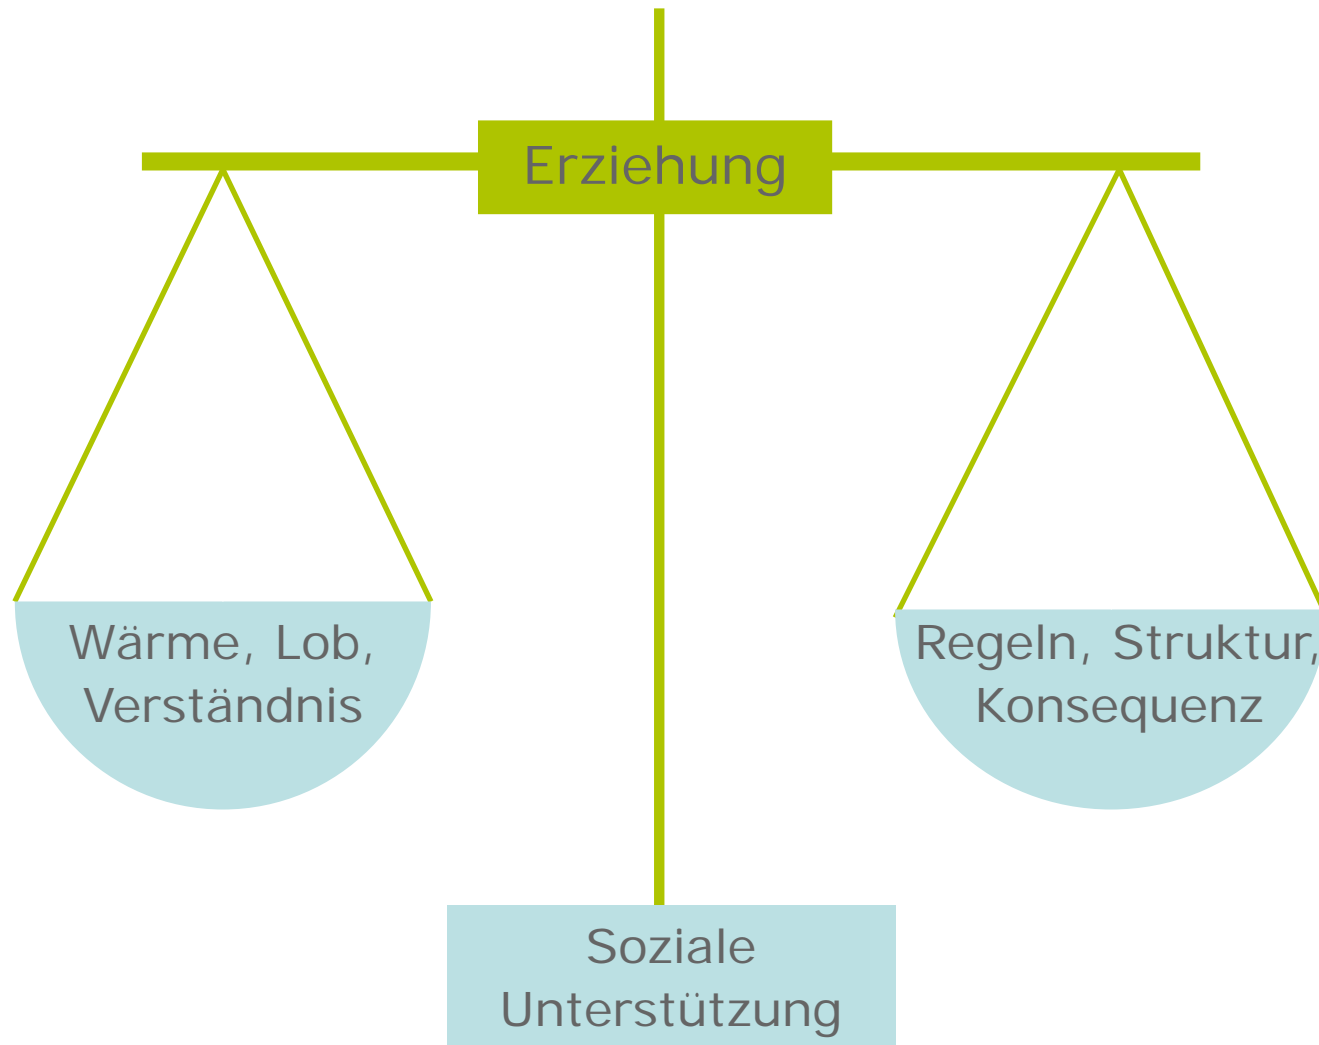 Erziehung
Wärme, Lob,
Verständnis
Regeln, Struktur,
Konsequenz
Soziale
Unterstützung